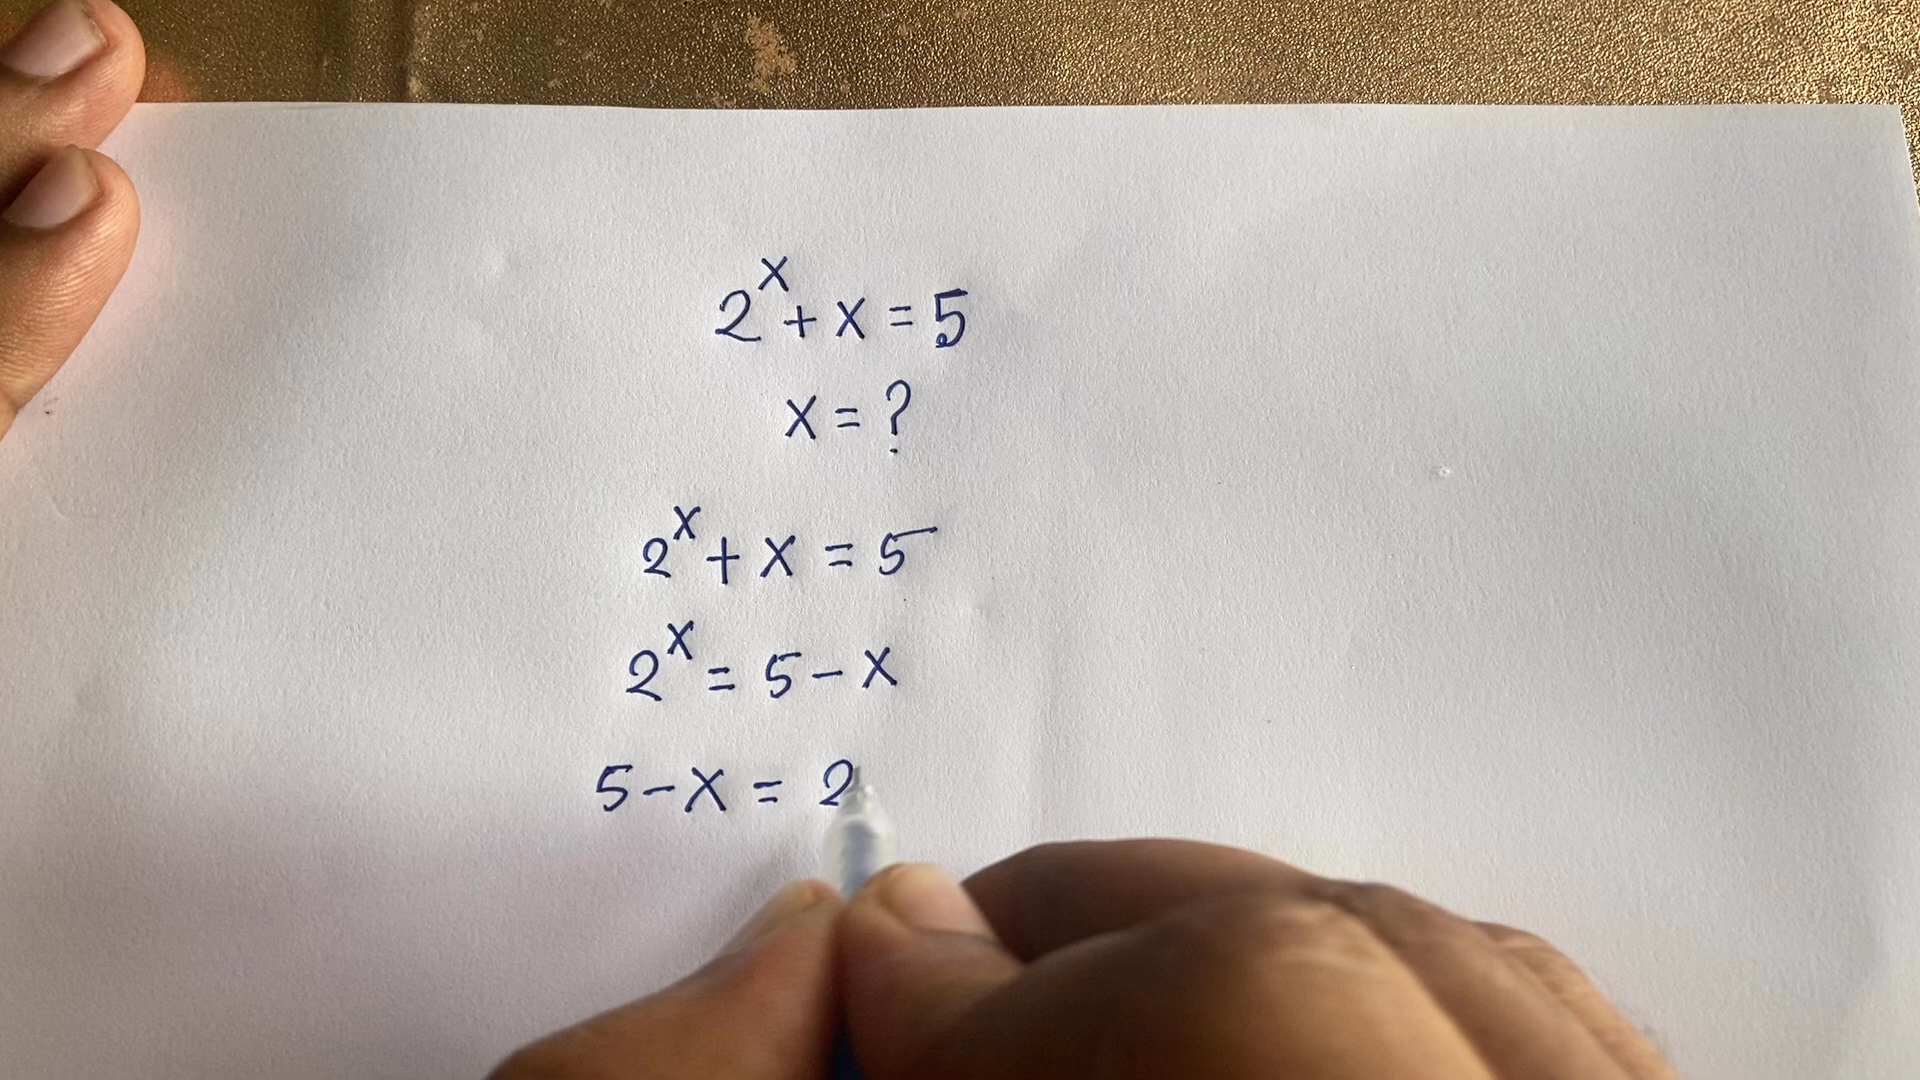 2^x + x = 5
x = ?
2^x + x = 5
2^x = 5 - x
5 - x = 2